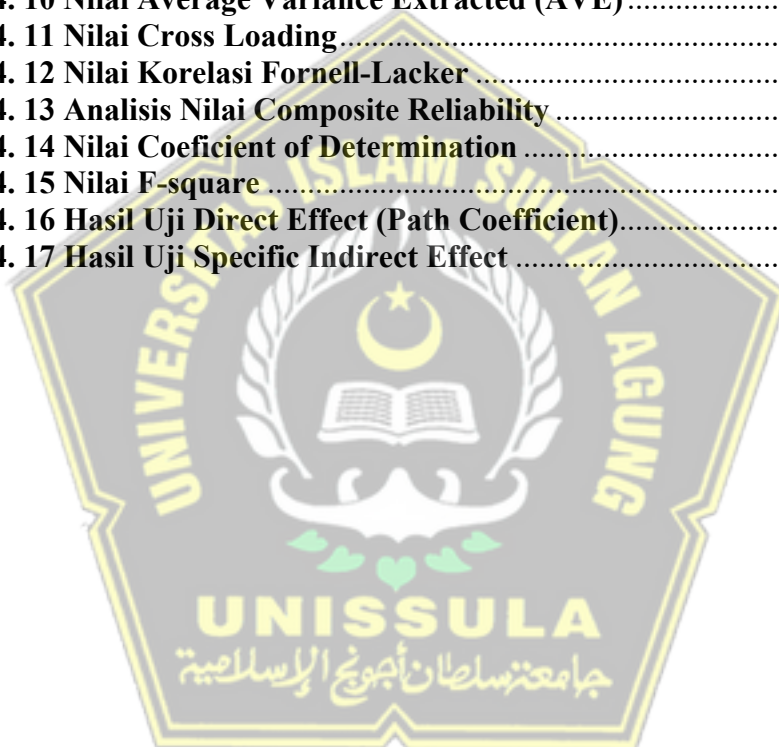 4. 10 Nilai Average Variance Extracted (AVE)
4. 11 Nilai Cross Loading
4. 12 Nilai Korelasi Fornell-Lacker
4. 13 Analisis Nilai Composite Reliability
4. 14 Nilai Coeficient of Determination
4. 15 Nilai F-square
4. 16 Hasil Uji Direct Effect (Path Coefficient)
4. 17 Hasil Uji Specific Indirect Effect
UNIVERSITAS ISLAM SULTAN AGUNG
UNISSULA
جامعة سلطان أجونج الإسلامية